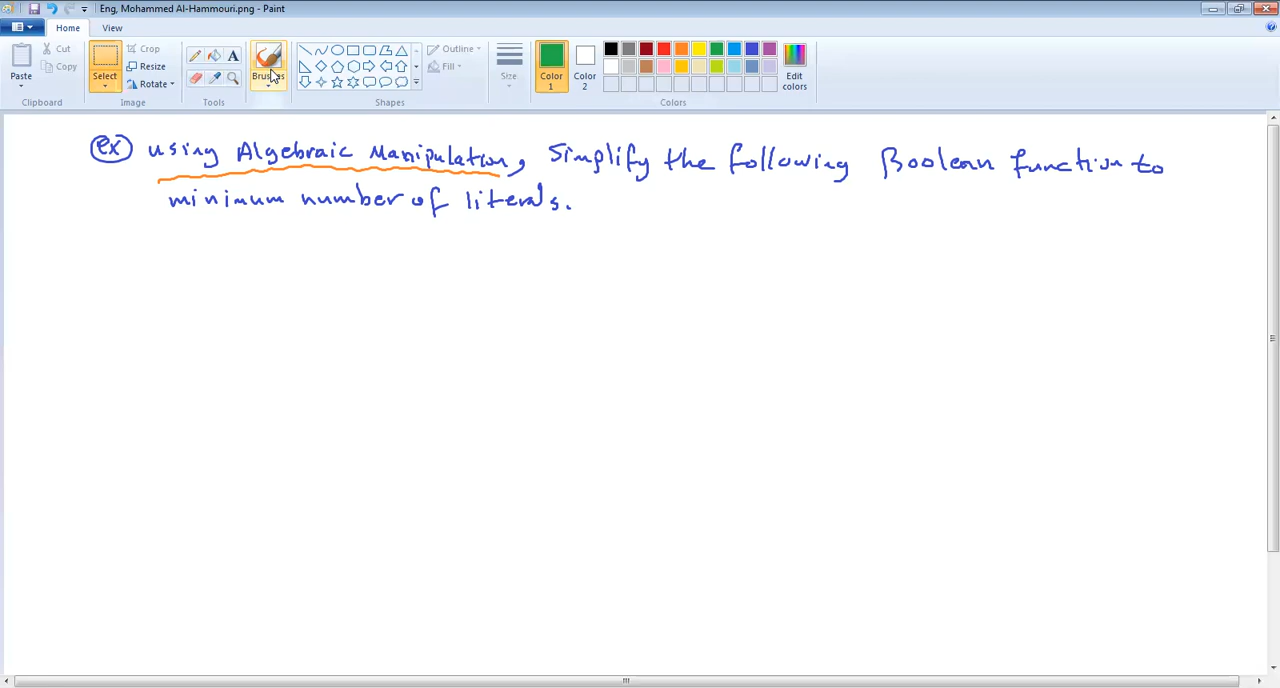 Eng, Mohammed Al-Hammouri.png - Paint
Home View
Paste
Cut
Copy
Clipboard
Select
Crop
Resize
Rotate
Image
A
Tools
Brushes
Shapes
Outline
Fill
Size
Color 1
Color 2
Edit colors
Colors
ex using Algebraic Manipulation, Simplify the following Boolean function to
minimum number of literals.